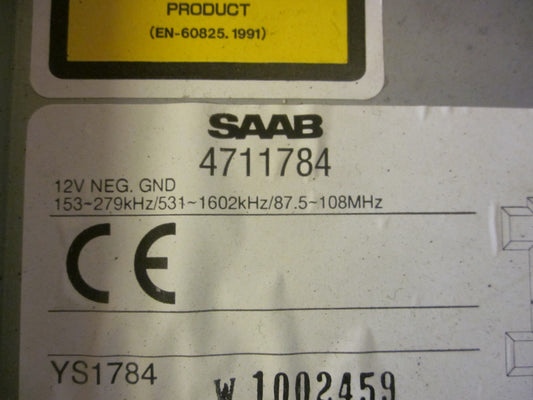 PRODUCT
(EN-60825.1991)
SAAB
4711784
12V NEG. GND
153~279kHz/531~1602kHz/87.5~108MHz
CE
YS1784
W 1002459